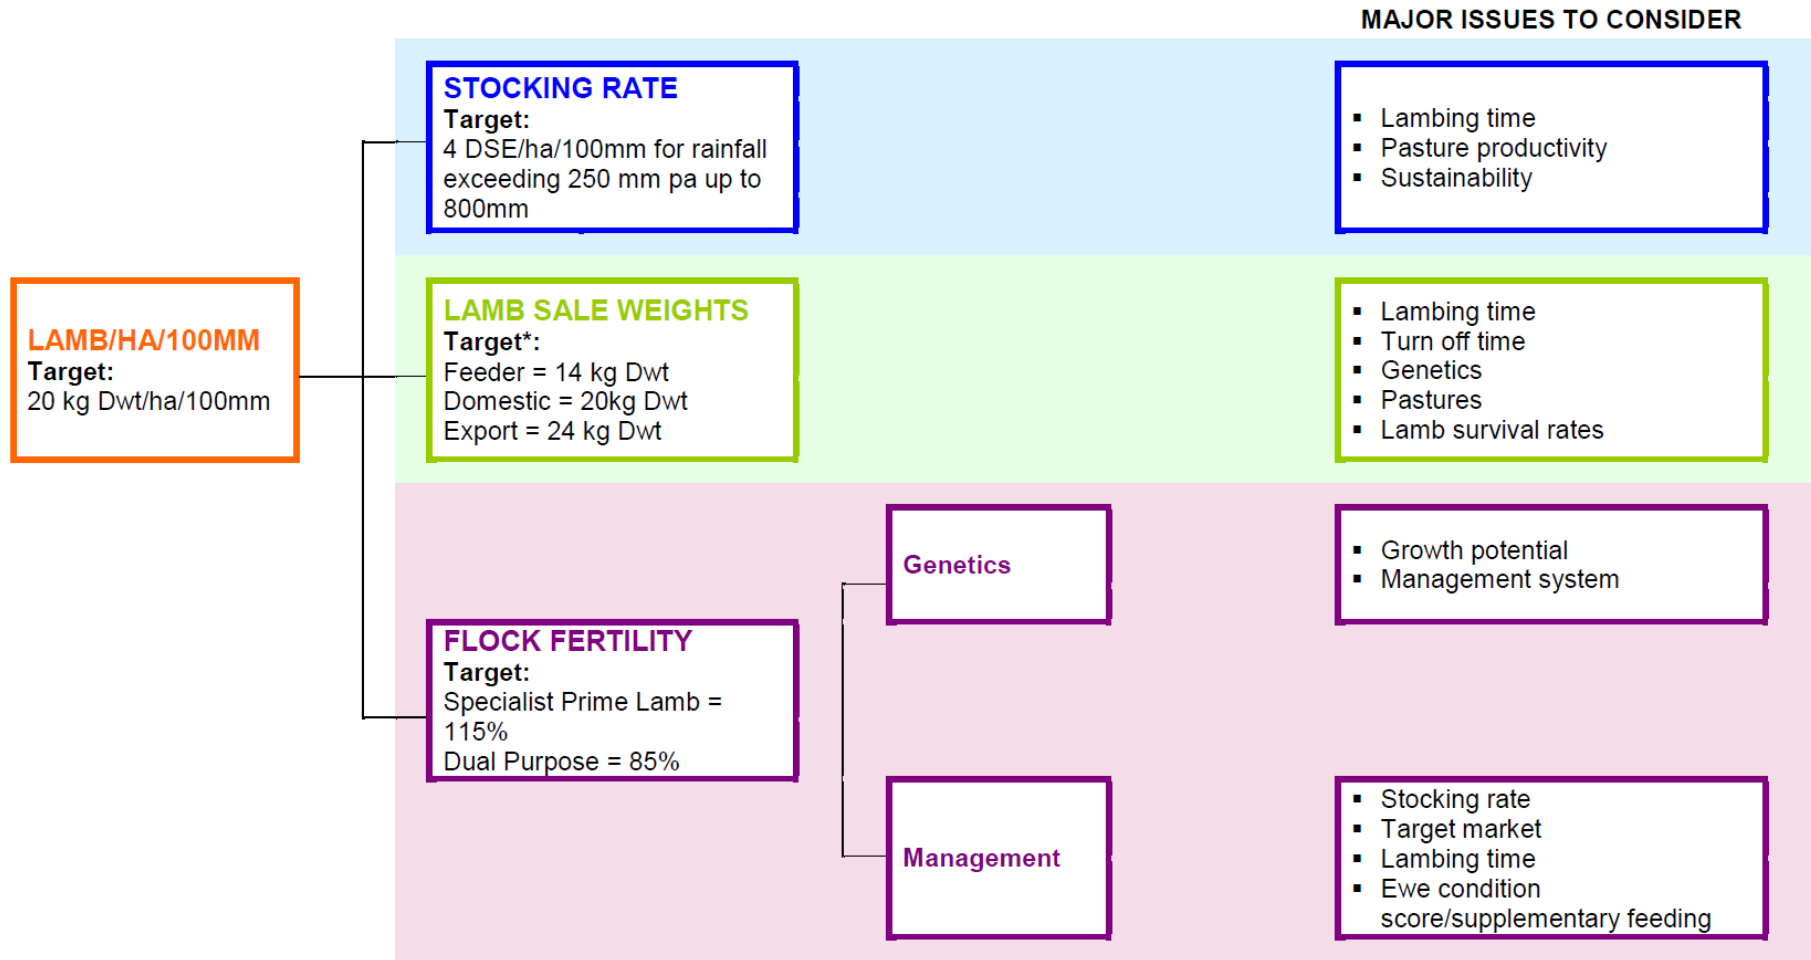 MAJOR ISSUES TO CONSIDER
STOCKING RATE
Target:
4 DSE/ha/100mm for rainfall
exceeding 250 mm pa up to
800mm
▪ Lambing time
▪ Pasture productivity
▪ Sustainability
LAMB/HA/100MM
Target:
20 kg Dwt/ha/100mm
LAMB SALE WEIGHTS
Target*:
Feeder = 14 kg Dwt
Domestic = 20kg Dwt
Export = 24 kg Dwt
▪ Lambing time
▪ Turn off time
▪ Genetics
▪ Pastures
▪ Lamb survival rates
FLOCK FERTILITY
Target:
Specialist Prime Lamb =
115%
Dual Purpose = 85%
Genetics
▪ Growth potential
▪ Management system
Management
▪ Stocking rate
▪ Target market
▪ Lambing time
▪ Ewe condition
score/supplementary feeding